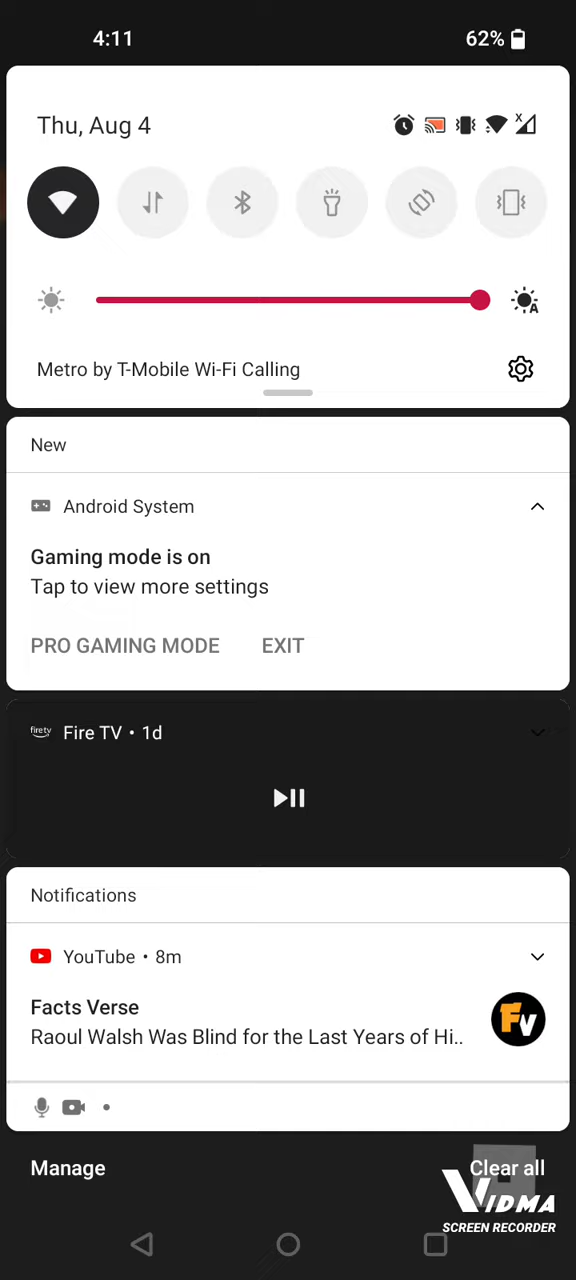 4:11
62%
Thu, Aug 4
x
A
Metro by T-Mobile Wi-Fi Calling
New
Android System
Gaming mode is on
Tap to view more settings
PRO GAMING MODE EXIT
firetv Fire TV • 1d
Notifications
YouTube • 8m
Facts Verse
FV
Raoul Walsh Was Blind for the Last Years of Hi..
Manage
Clear all
VIDMA
SCREEN RECORDER